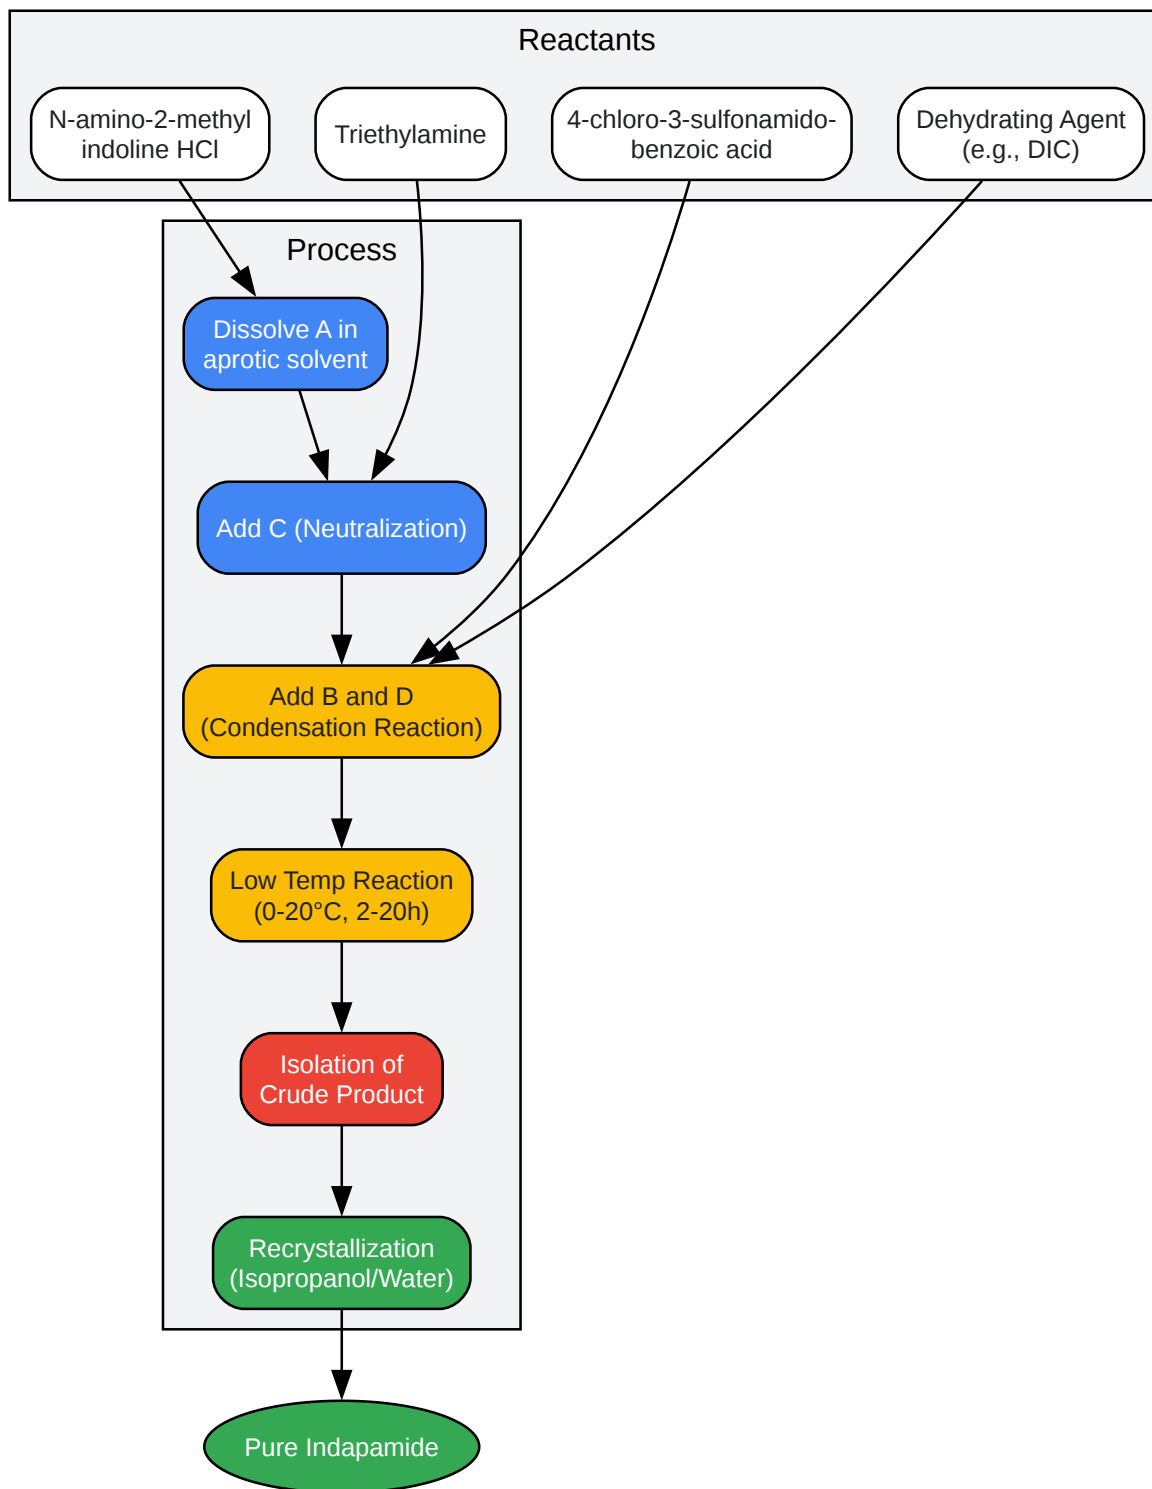 Reactants
N-amino-2-methyl
indoline HCl
Triethylamine
4-chloro-3-sulfonamido-
benzoic acid
Dehydrating Agent
(e.g., DIC)
Process
Dissolve A in
aprotic solvent
Add C (Neutralization)
Add B and D
(Condensation Reaction)
Low Temp Reaction
(0-20°C, 2-20h)
Isolation of
Crude Product
Recrystallization
(Isopropanol/Water)
Pure Indapamide